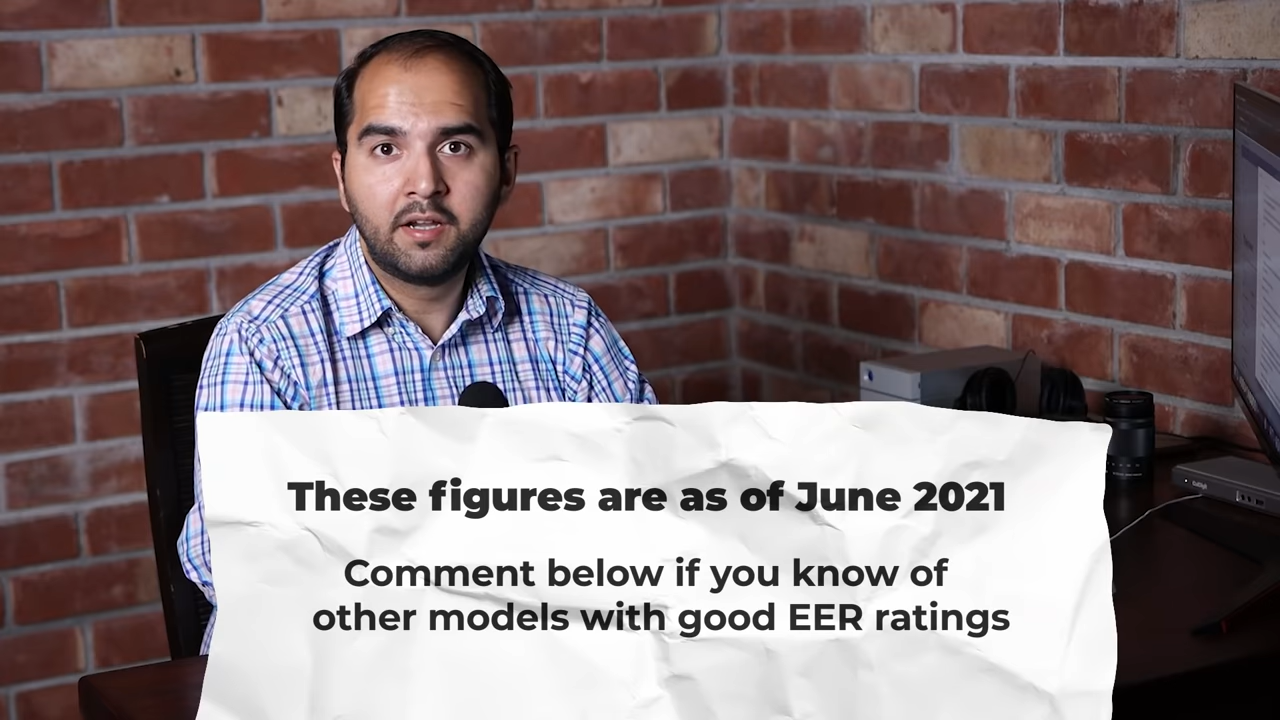 These figures are as of June 2021
Comment below if you know of
other models with good EER ratings